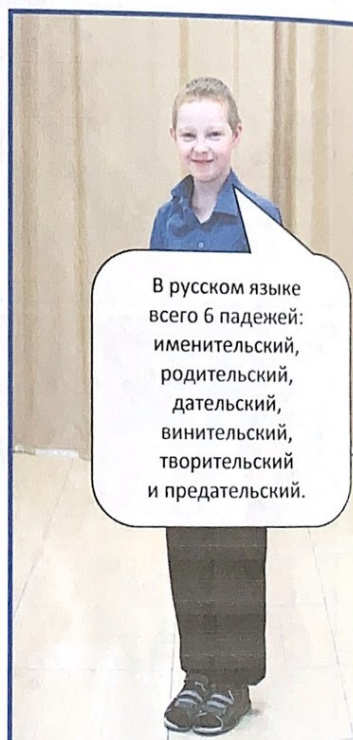 В русском языке
всего 6 падежей:
именительский,
родительский,
дательский,
винительский,
творительский
и предательский.